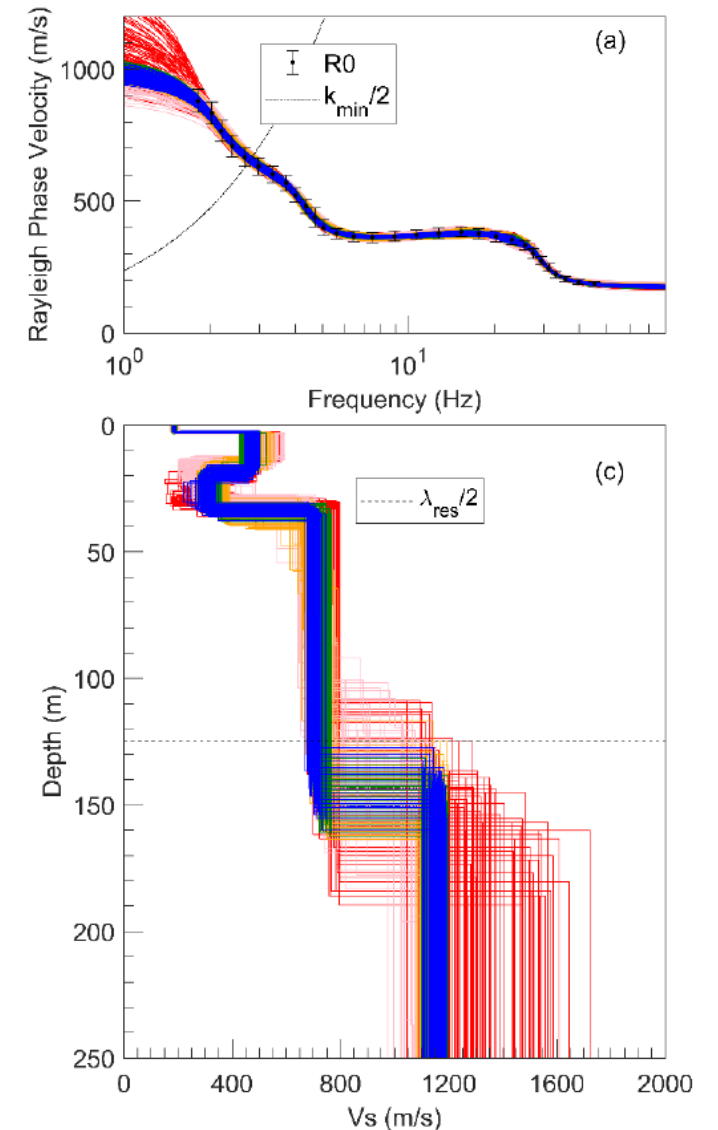 Rayleigh Phase Velocity (m/s)
(a)
R0
k_min/2
1000
500
0
10^0
10^1
Frequency (Hz)
Depth (m)
(c)
λ_res/2
0
50
100
150
200
250
0
400
800
1200
1600
2000
Vs (m/s)